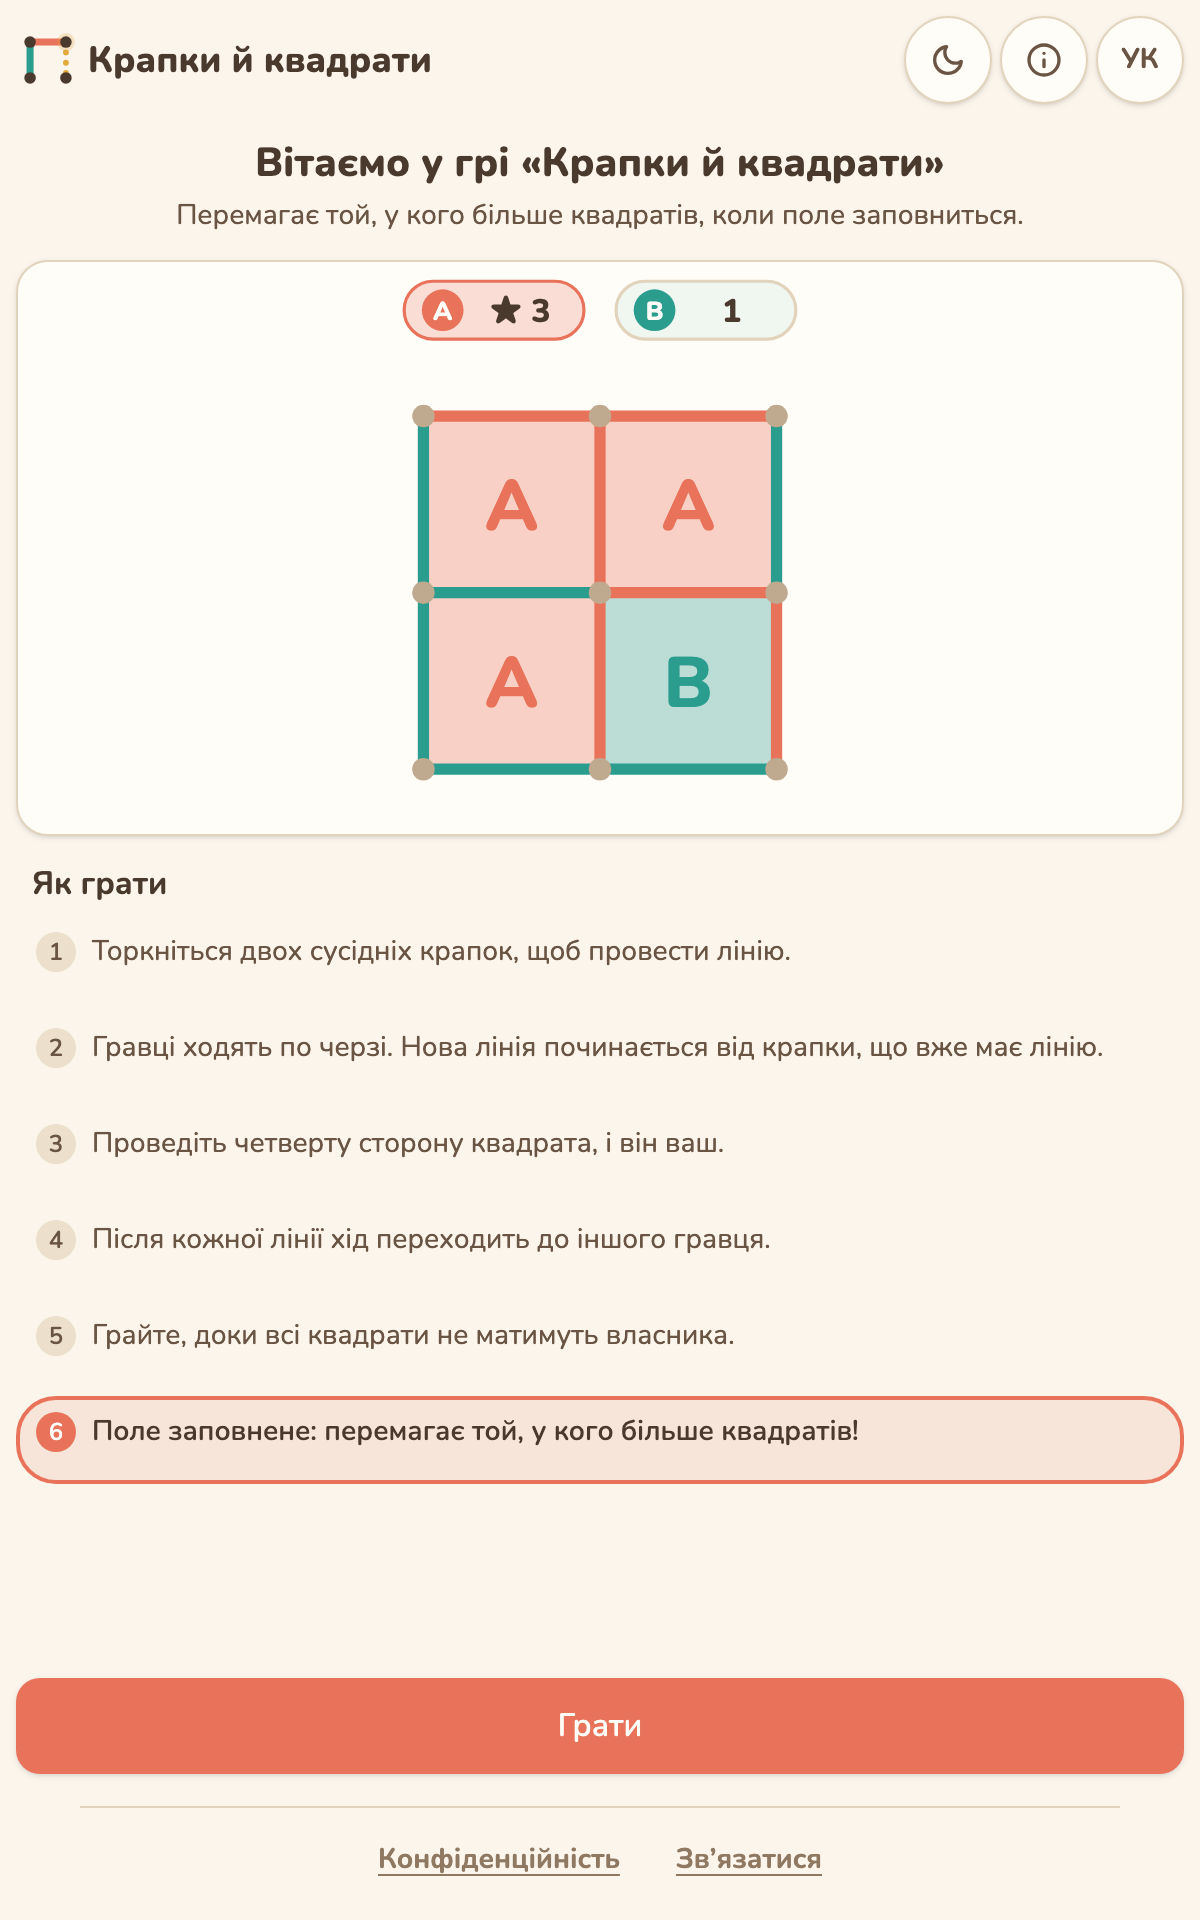 Крапки й квадрати
УК
Вітаємо у грі «Крапки й квадрати»
Перемагає той, у кого більше квадратів, коли поле заповниться.
A ★ 3 B 1
A A
A B
Як грати
1 Торкніться двох сусідніх крапок, щоб провести лінію.
2 Гравці ходять по черзі. Нова лінія починається від крапки, що вже має лінію.
3 Проведіть четверту сторону квадрата, і він ваш.
4 Після кожної лінії хід переходить до іншого гравця.
5 Грайте, доки всі квадрати не матимуть власника.
6 Поле заповнене: перемагає той, у кого більше квадратів!
Грати
Конфіденційність Зв’язатися